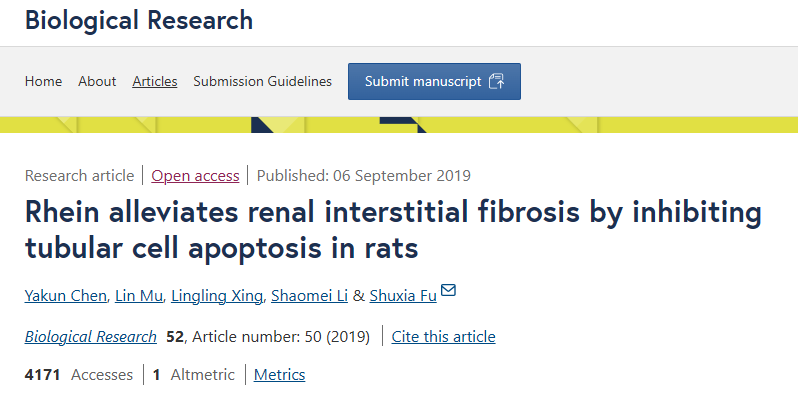 Biological Research
Home About Articles Submission Guidelines Submit manuscript
Research article Open access Published: 06 September 2019
Rhein alleviates renal interstitial fibrosis by inhibiting
tubular cell apoptosis in rats
Yakun Chen, Lin Mu, Lingling Xing, Shaomei Li & Shuxia Fu
Biological Research 52, Article number: 50 (2019) Cite this article
4171 Accesses 1 Altmetric Metrics